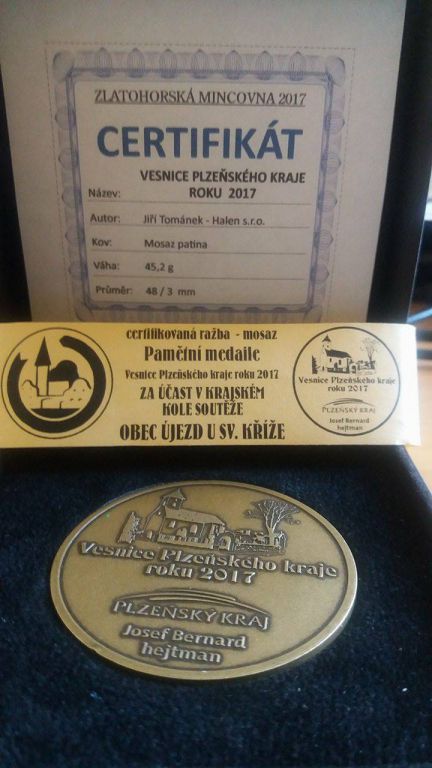 ZLATOHORSKÁ MINCOVNA 2017
CERTIFIKÁT
VESNICE PLZEŇSKÉHO KRAJE
Název: ROKU 2017
Autor: Jiří Tománek - Halen s.r.o.
Kov: Mosaz patina
Váha: 45,2 g
Průměr: 48 / 3 mm
certifikovaná ražba - mosaz
Pamětní medaile
Vesnice Plzeňského kraje roku 2017
ZA ÚČAST V KRAJSKÉM
KOLE SOUTĚŽE
OBEC ÚJEZD U SV. KŘÍŽE
Vesnice Plzeňského kraje
roku 2017
PLZEŇSKÝ KRAJ
Josef Bernard
hejtman
Vesnice Plzeňského kraje
roku 2017
PLZEŇSKÝ KRAJ
Josef Bernard
hejtman